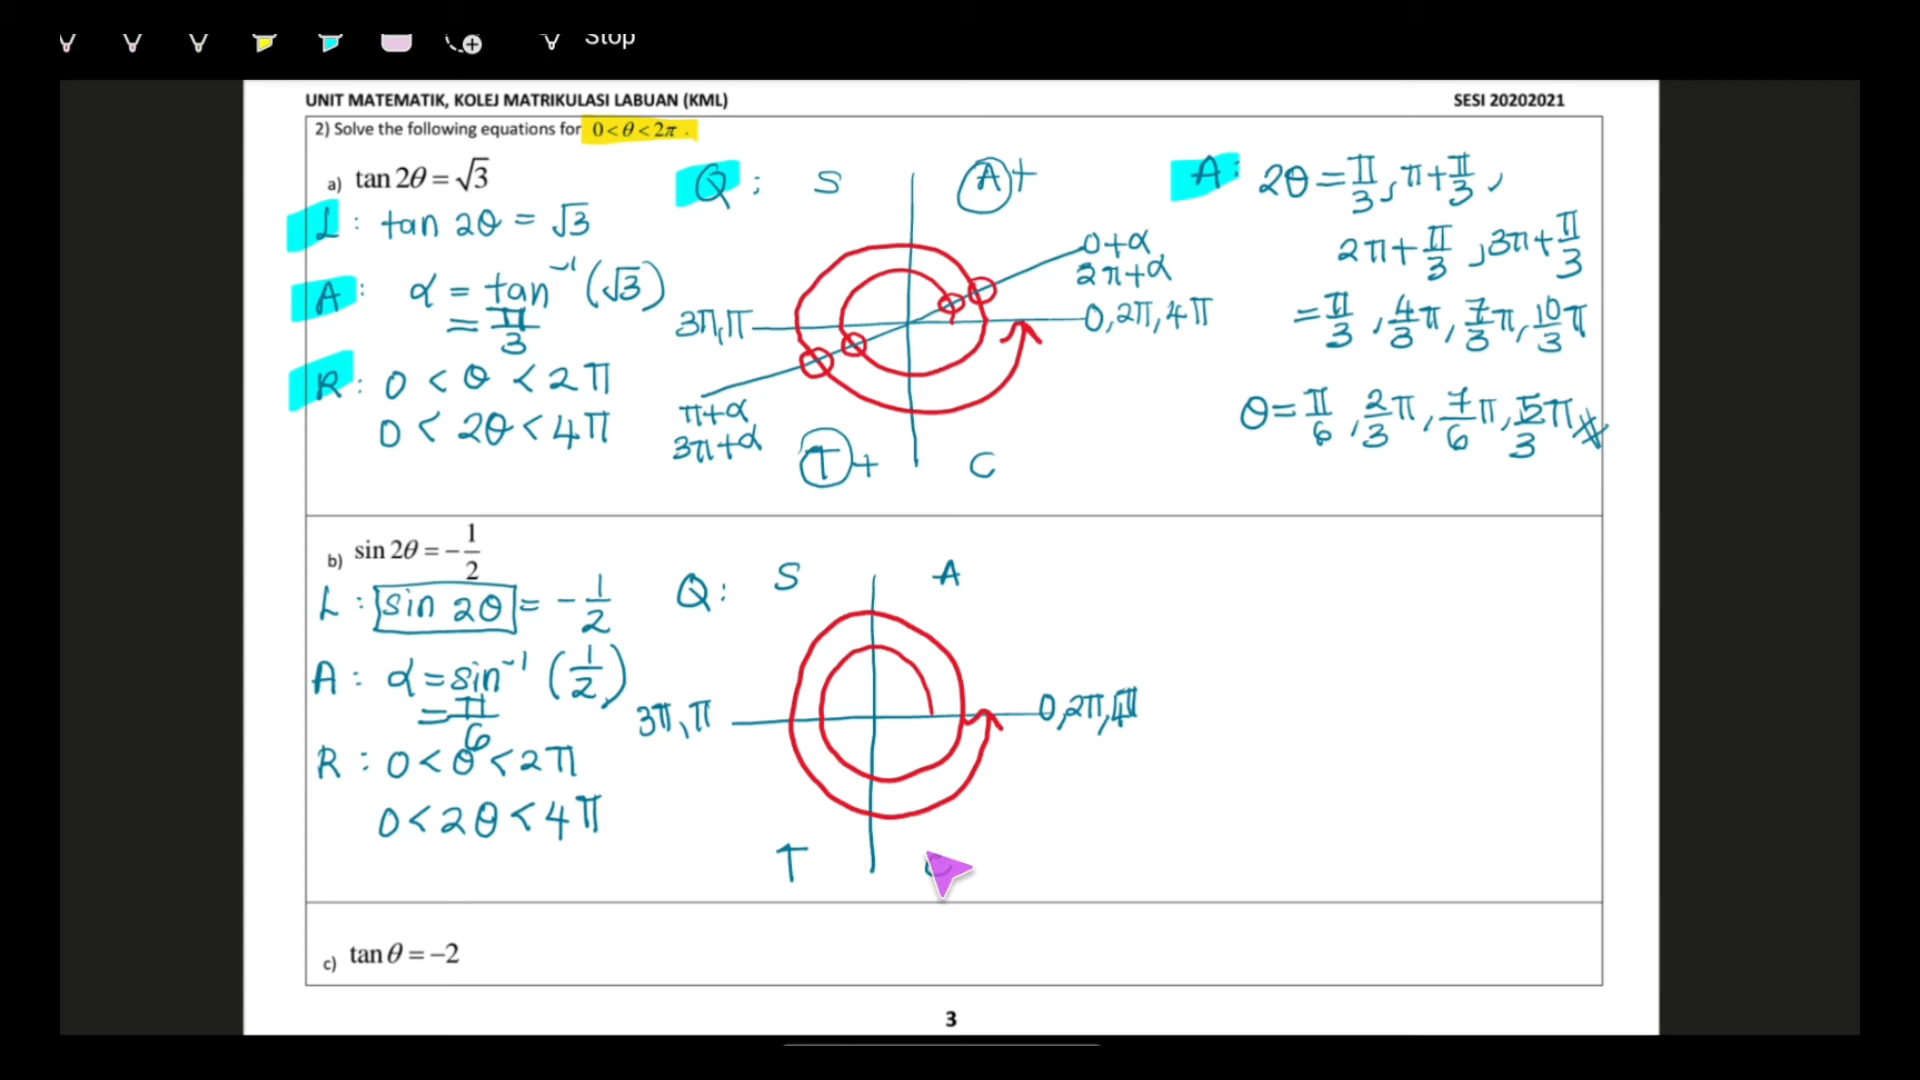 Stop
UNIT MATEMATIK, KOLEJ MATRIKULASI LABUAN (KML) SESI 20202021
2) Solve the following equations for 0 < θ < 2π .
a) tan 2θ = √3
L : tan 2θ = √3
A : α = tan⁻¹ (√3)
= π/3
R : 0 < θ < 2π
0 < 2θ < 4π
Q : S A+
0+α
2π+α
3π, π 0, 2π, 4π
π+α
3π+α
T+ C
A : 2θ = π/3, π+π/3,
2π+π/3, 3π+π/3
= π/3, 4/3π, 7/3π, 10/3π
θ = π/6, 2/3π, 7/6π, 5/3π
b) sin 2θ = −1/2
L : sin 2θ = −1/2
A : α = sin⁻¹ (1/2)
= π/6
R : 0 < θ < 2π
0 < 2θ < 4π
Q : S A
3π, π 0, 2π, 4π
T
c) tan θ = −2
3